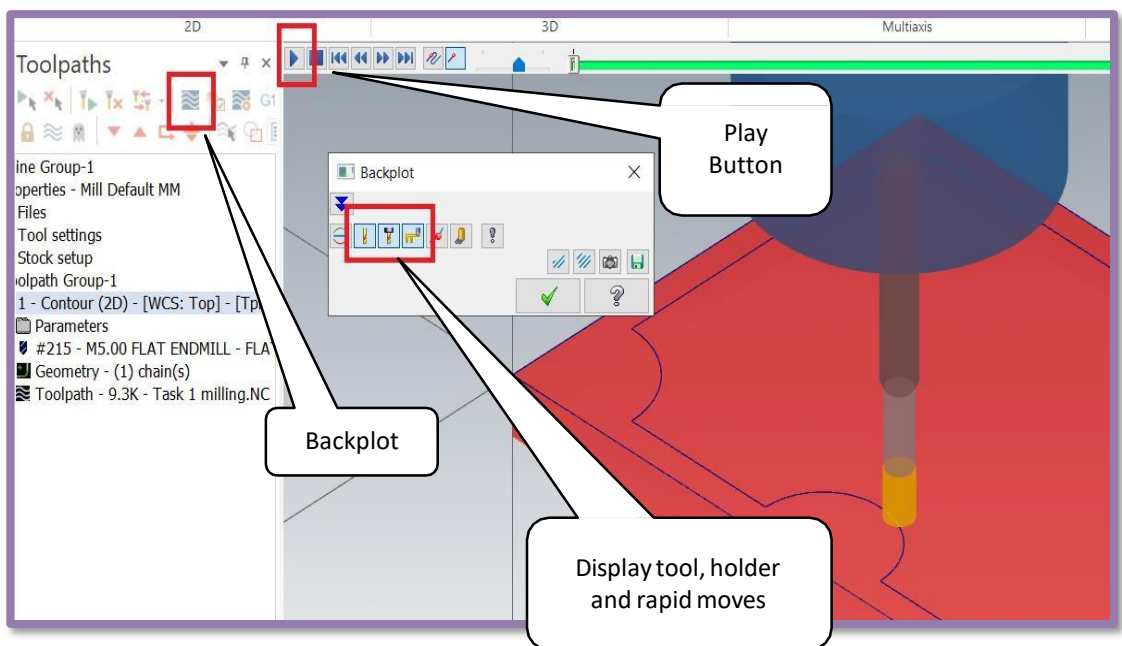 2D
3D
Multiaxis
Toolpaths
G1
Play
Button
Backplot
ine Group-1
operties - Mill Default MM
Files
Tool settings
Stock setup
oolpath Group-1
1 - Contour (2D) - [WCS: Top] - [Tp
Parameters
#215 - M5.00 FLAT ENDMILL - FLA
Geometry - (1) chain(s)
Toolpath - 9.3K - Task 1 milling.NC
Backplot
Display tool, holder
and rapid moves